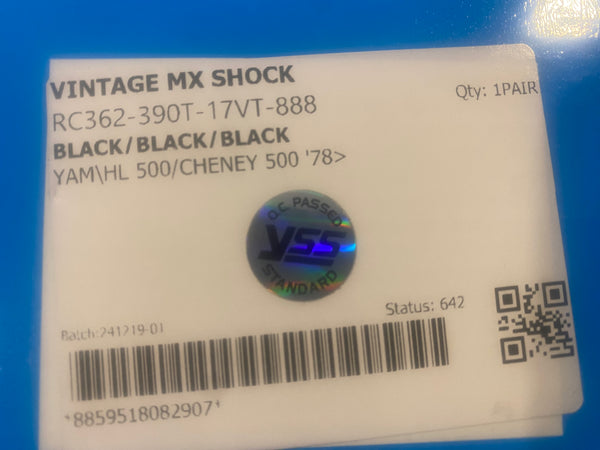 VINTAGE MX SHOCK
Qty: 1PAIR
RC362-390T-17VT-888
BLACK/BLACK/BLACK
YAM\HL 500/CHENEY 500 '78>
Q.C. PASSED
YSS
STANDARD
Status: 642
Batch:241219-01
*8859518082907*